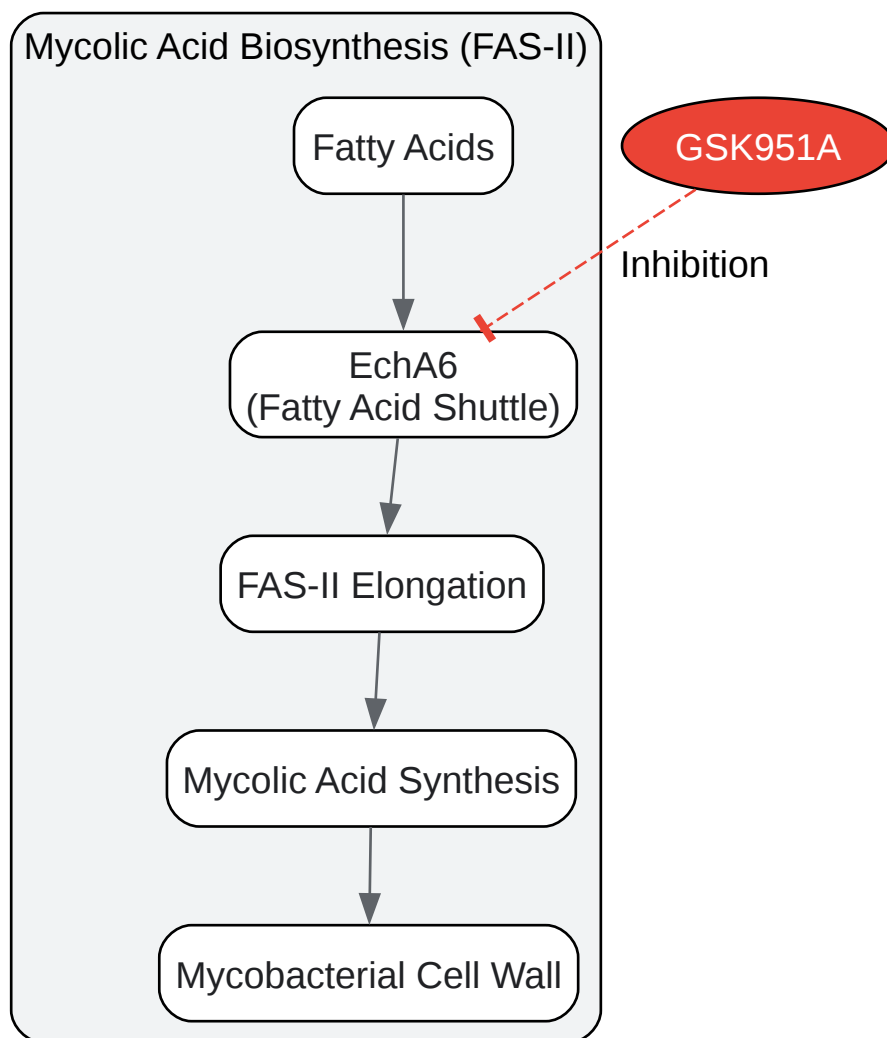 Mycolic Acid Biosynthesis (FAS-II)
Fatty Acids
GSK951A
Inhibition
EchA6
(Fatty Acid Shuttle)
FAS-II Elongation
Mycolic Acid Synthesis
Mycobacterial Cell Wall